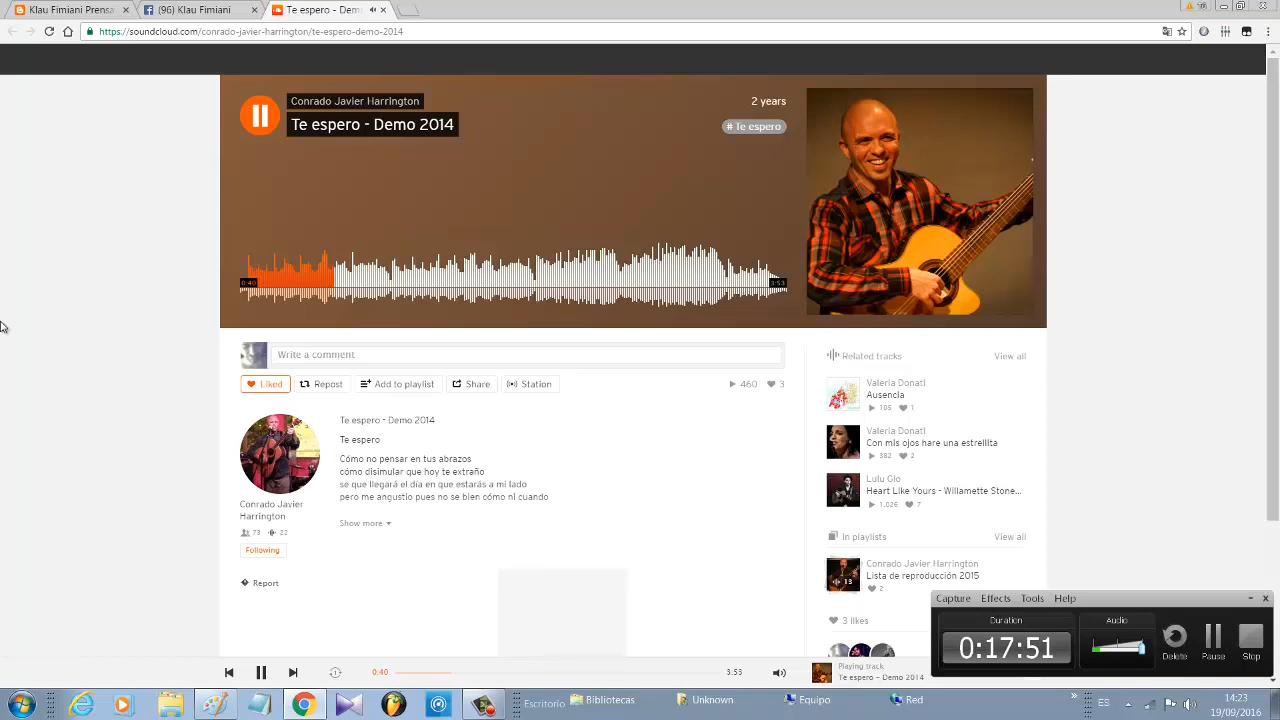 Klau Fimiani Prensa
(96) Klau Fimiani
Te espero - Dem
https://soundcloud.com/conrado-javier-harrington/te-espero-demo-2014
Conrado Javier Harrington
2 years
Te espero - Demo 2014
# Te espero
0:40
3:53
Write a comment
Liked
Repost
Add to playlist
Share
Station
460
3
Te espero - Demo 2014
Te espero
Cómo no pensar en tus abrazos
cómo disimular que hoy te extraño
se que llegará el día en que estarás a mi lado
pero me angustio pues no se bien cómo ni cuando
Show more
Conrado Javier
Harrington
73 22
Following
Report
Related tracks
View all
Valeria Donati
Ausencia
105 1
Valeria Donati
Con mis ojos hare una estrellita
382 2
Lulu Gio
Heart Like Yours - Willamette Stone...
1,026 7
In playlists
View all
13
Conrado Javier Harrington
Lista de reproducción 2015
2
3 likes
Capture Effects Tools Help
Duration
0:17:51
Audio
Delete
Pause
Stop
0:40
3:53
Playing track
Te espero - Demo 2014
Escritorio
Bibliotecas
Unknown
Equipo
Red
»
ES
14:23
19/09/2016